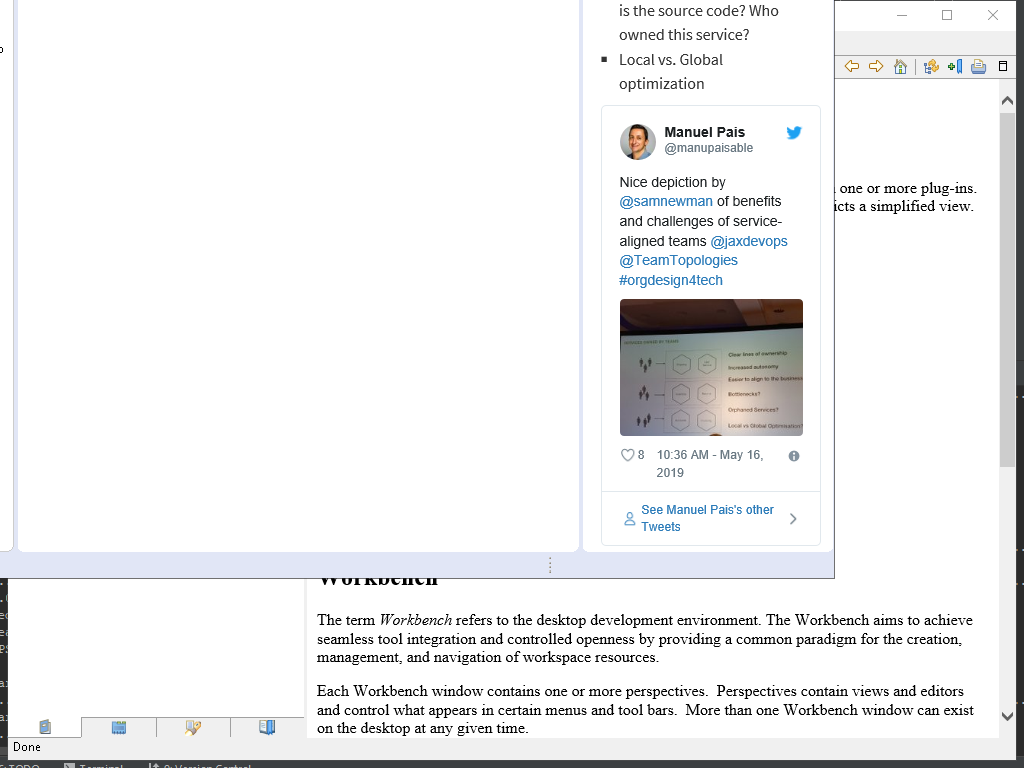 is the source code? Who
owned this service?
Local vs. Global
optimization
Manuel Pais
@manupaisable
Nice depiction by
@samnewman of benefits
and challenges of service-
aligned teams @jaxdevops
@TeamTopologies
#orgdesign4tech
Clear lines of ownership
Increased autonomy
Easier to align to the business
Bottlenecks?
Orphaned Services?
Local vs Global Optimisation?
8 10:36 AM - May 16,
2019
See Manuel Pais's other
Tweets
one or more plug-ins.
icts a simplified view.
Workbench
The term Workbench refers to the desktop development environment. The Workbench aims to achieve
seamless tool integration and controlled openness by providing a common paradigm for the creation,
management, and navigation of workspace resources.
Each Workbench window contains one or more perspectives.  Perspectives contain views and editors
and control what appears in certain menus and tool bars.  More than one Workbench window can exist
on the desktop at any given time.
Done
TODO Terminal 9: Version Control